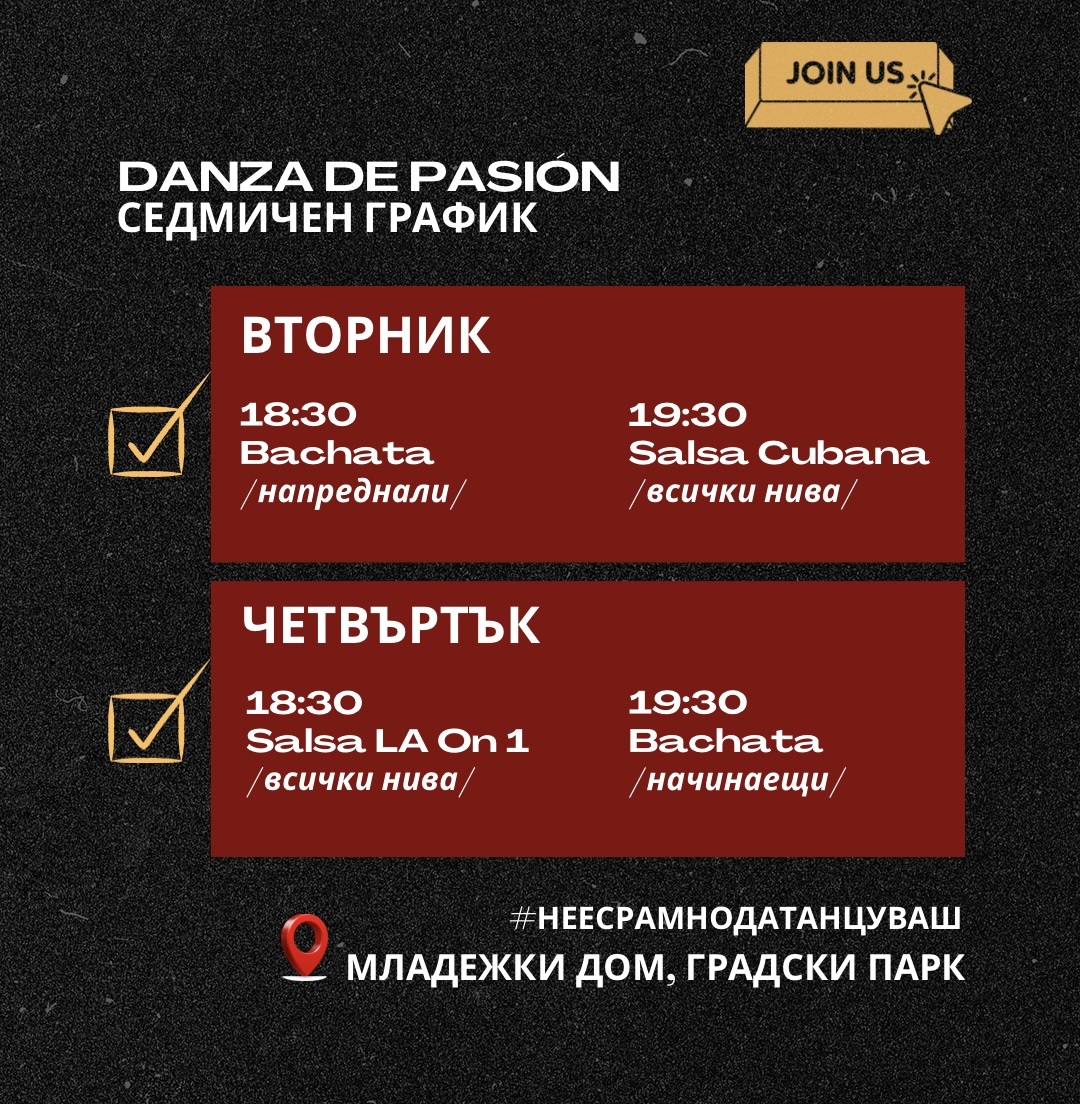 JOIN US
DANZA DE PASIÓN
СЕДМИЧЕН ГРАФИК
ВТОРНИК
18:30
Bachata
/напреднали/
19:30
Salsa Cubana
/всички нива/
ЧЕТВЪРТЪК
18:30
Salsa LA On 1
/всички нива/
19:30
Bachata
/начинаещи/
#НЕЕСРАМНОДАТАНЦУВАШ
МЛАДЕЖКИ ДОМ, ГРАДСКИ ПАРК